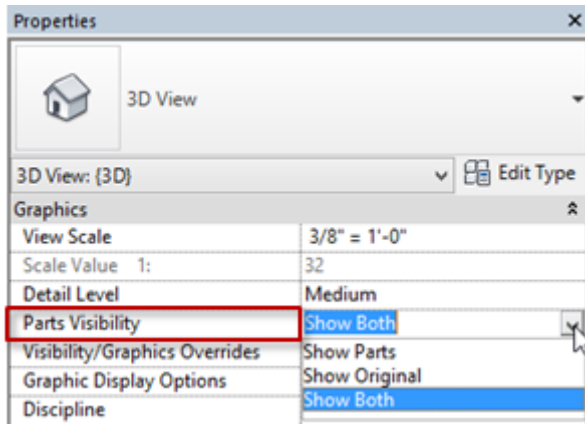 Properties
3D View
3D View: {3D}
Edit Type
Graphics
View Scale 3/8" = 1'-0"
Scale Value 1: 32
Detail Level Medium
Parts Visibility Show Both
Visibility/Graphics Overrides Show Parts
Graphic Display Options Show Original
Discipline Show Both